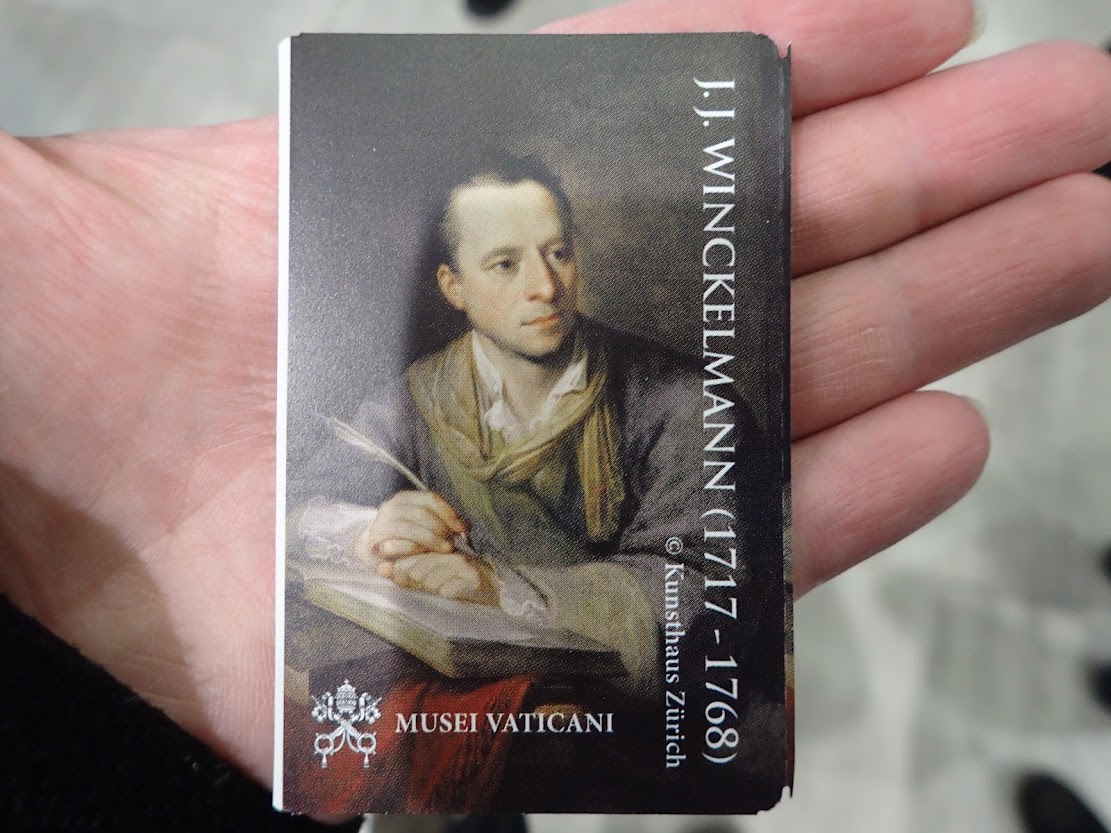 J. J. WINCKELMANN (1717 - 1768)
© Kunsthaus Zürich
MUSEI VATICANI